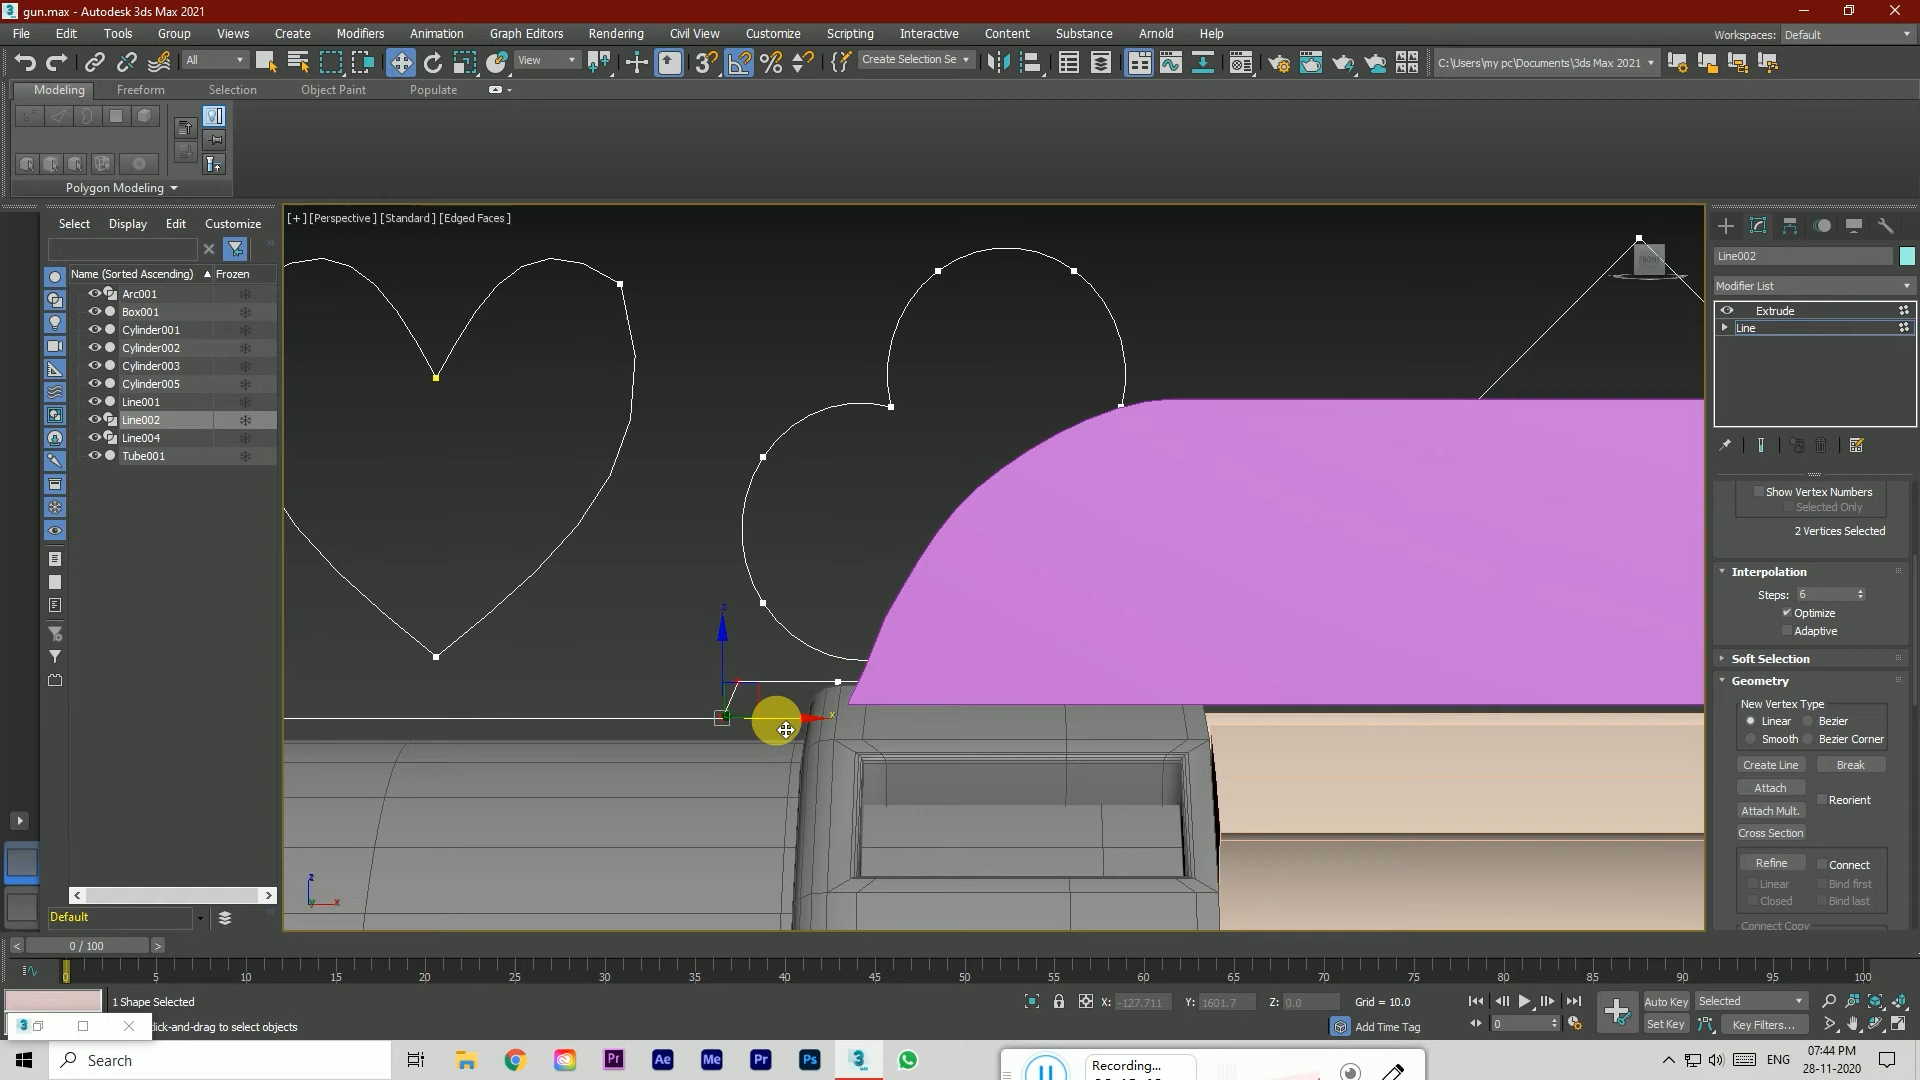 gun.max - Autodesk 3ds Max 2021
File Edit Tools Group Views Create Modifiers Animation Graph Editors Rendering Civil View Customize Scripting Interactive Content Substance Arnold Help
Workspaces: Default
All View Create Selection Se C:\Users\my pc\Documents\3ds Max 2021
Modeling Freeform Selection Object Paint Populate
Polygon Modeling
Select Display Edit Customize
[+] [Perspective] [Standard] [Edged Faces]
Name (Sorted Ascending) Frozen
Arc001
Box001
Cylinder001
Cylinder002
Cylinder003
Cylinder005
Line001
Line002
Line004
Tube001
Default
FRONT
z
x
z
x
y
Line002
Modifier List
Extrude
Line
Show Vertex Numbers
Selected Only
2 Vertices Selected
Interpolation
Steps: 6
Optimize
Adaptive
Soft Selection
Geometry
New Vertex Type
Linear Bezier
Smooth Bezier Corner
Create Line Break
Attach
Reorient
Attach Mult.
Cross Section
Refine Connect
Linear Bind first
Closed Bind last
Connect Copy
< 0 / 100 >
0 5 10 15 20 25 30 35 40 45 50 55 60 65 70 75 80 85 90 95 100
1 Shape Selected
X: -127.711 Y: 1601.7 Z: 0.0 Grid = 10.0
Auto Key Selected
click-and-drag to select objects
Add Time Tag
0
Set Key Key Filters...
Search
Pr Ae Me Pr Ps 3
Recording...
ENG
07:44 PM
28-11-2020